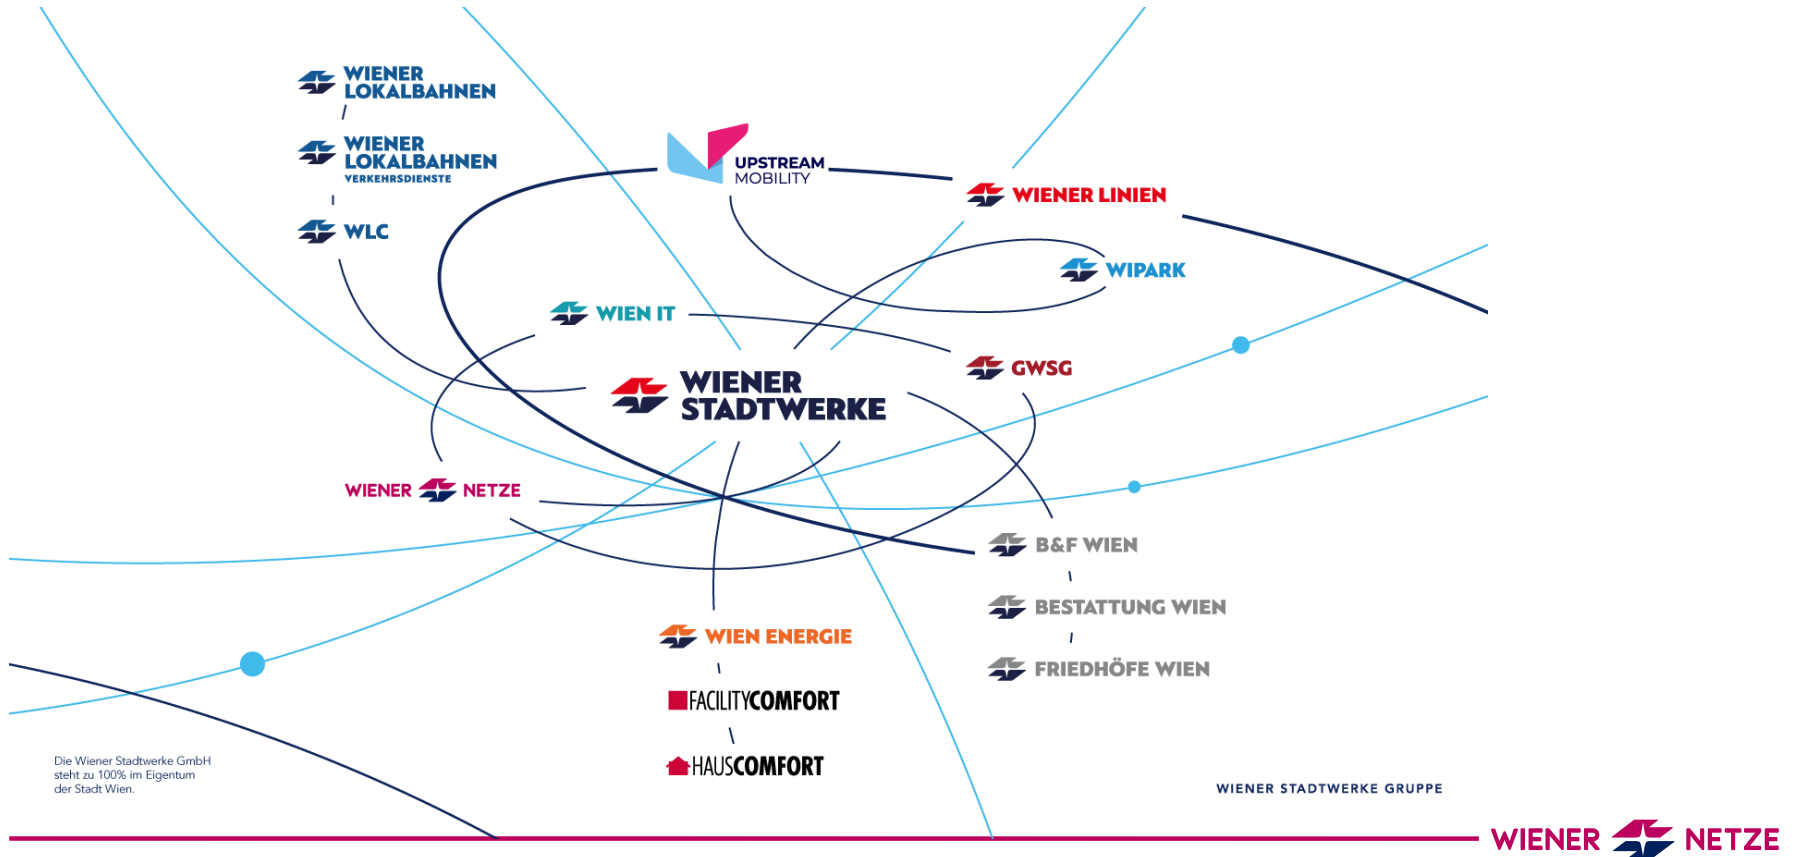 WIENER
LOKALBAHNEN
WIENER
LOKALBAHNEN
VERKEHRSDIENSTE
WLC
UPSTREAM
MOBILITY
WIENER LINIEN
WIPARK
WIEN IT
GWSG
WIENER
STADTWERKE
WIENER NETZE
B&F WIEN
BESTATTUNG WIEN
FRIEDHÖFE WIEN
WIEN ENERGIE
FACILITYCOMFORT
HAUSCOMFORT
Die Wiener Stadtwerke GmbH
steht zu 100% im Eigentum
der Stadt Wien.
WIENER STADTWERKE GRUPPE
WIENER NETZE